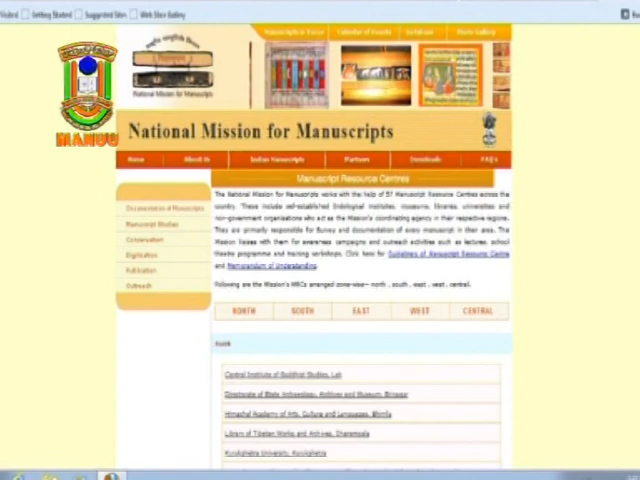 Getting Started Suggested Sites Web Slice Gallery
Calendar of Events Photo Gallery
National Mission for Manuscripts
MANUU
National Mission for Manuscripts
Home About Us Indian Manuscripts Partners Downloads FAQ's
Manuscript Resource Centres
The National Mission for Manuscripts works with the help of 57 Manuscript Resource Centres across the
country. These include well-established Indological institutes, museums, libraries, universities and
non-government organisations who act as the Mission's coordinating agency in their respective regions.
They are primarily responsible for survey and documentation of every manuscript in their area. The
Mission liaises with them for awareness campaigns and outreach activities such as lectures, school
theatre programme and training workshops. Click here for Guidelines of Manuscript Resource Centre
and Memorandum of Understanding.
Following are the Mission's MRCs arranged zone-wise— north , south , east , west , central.
Documentation of Manuscripts
Manuscript Studies
Conservation
Digitization
Publication
Outreach
NORTH SOUTH EAST WEST CENTRAL
North
Central Institute of Buddhist Studies, Leh
Directorate of State Archaeology, Archives and Museum, Srinagar
Himachal Academy of Arts, Culture and Languages, Shimla
Library of Tibetan Works and Archives, Dharamsala
Kurukshetra University, Kurukshetra